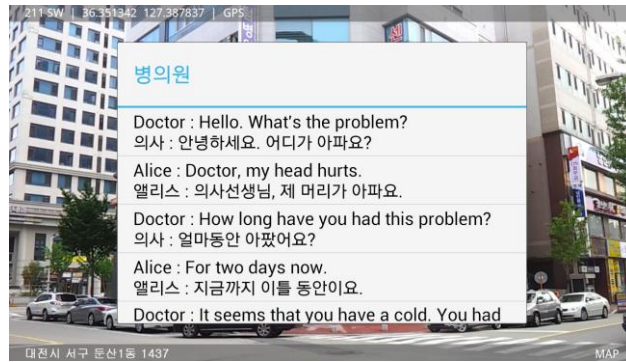 211 SW | 36.351342 127.387837 | GPS
병의원
Doctor : Hello. What's the problem?
의사 : 안녕하세요. 어디가 아파요?
Alice : Doctor, my head hurts.
앨리스 : 의사선생님, 제 머리가 아파요.
Doctor : How long have you had this problem?
의사 : 얼마동안 아팠어요?
Alice : For two days now.
앨리스 : 지금까지 이틀 동안이요.
Doctor : It seems that you have a cold. You had
대전시 서구 둔산1동 1437
MAP